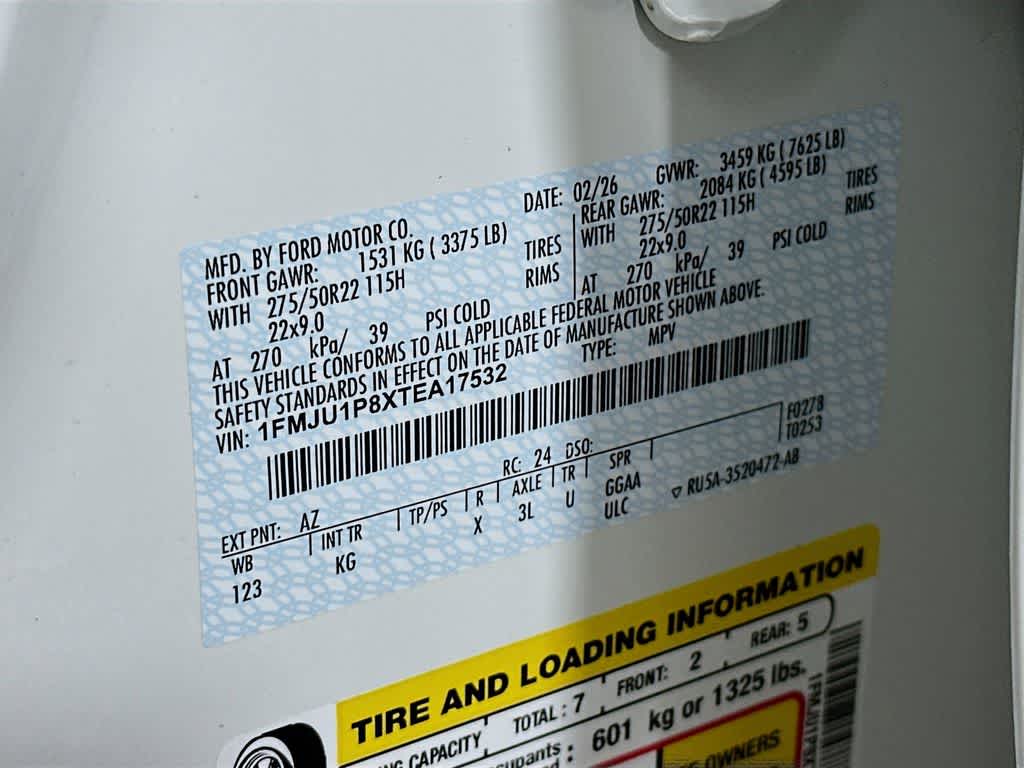 MFD. BY FORD MOTOR CO.
DATE: 02/26 GVWR: 3459 KG ( 7625 LB)
FRONT GAWR: 1531 KG ( 3375 LB) REAR GAWR: 2084 KG ( 4595 LB)
WITH 275/50R22 115H TIRES WITH 275/50R22 115H TIRES
22x9.0 RIMS 22x9.0 RIMS
AT 270 kPa/ 39 PSI COLD AT 270 kPa/ 39 PSI COLD
THIS VEHICLE CONFORMS TO ALL APPLICABLE FEDERAL MOTOR VEHICLE
SAFETY STANDARDS IN EFFECT ON THE DATE OF MANUFACTURE SHOWN ABOVE.
VIN: 1FMJU1P8XTEA17532 TYPE: MPV
F0278
T0253
EXT PNT: AZ RC: 24 DSO:
WB INT TR TP/PS R AXLE TR SPR
123 KG X 3L U GGAA
ULC
RU5A-3520472-AB
TIRE AND LOADING INFORMATION
CAPACITY TOTAL : 7 FRONT: 2 REAR: 5
601 kg or 1325 lbs.
OWNERS